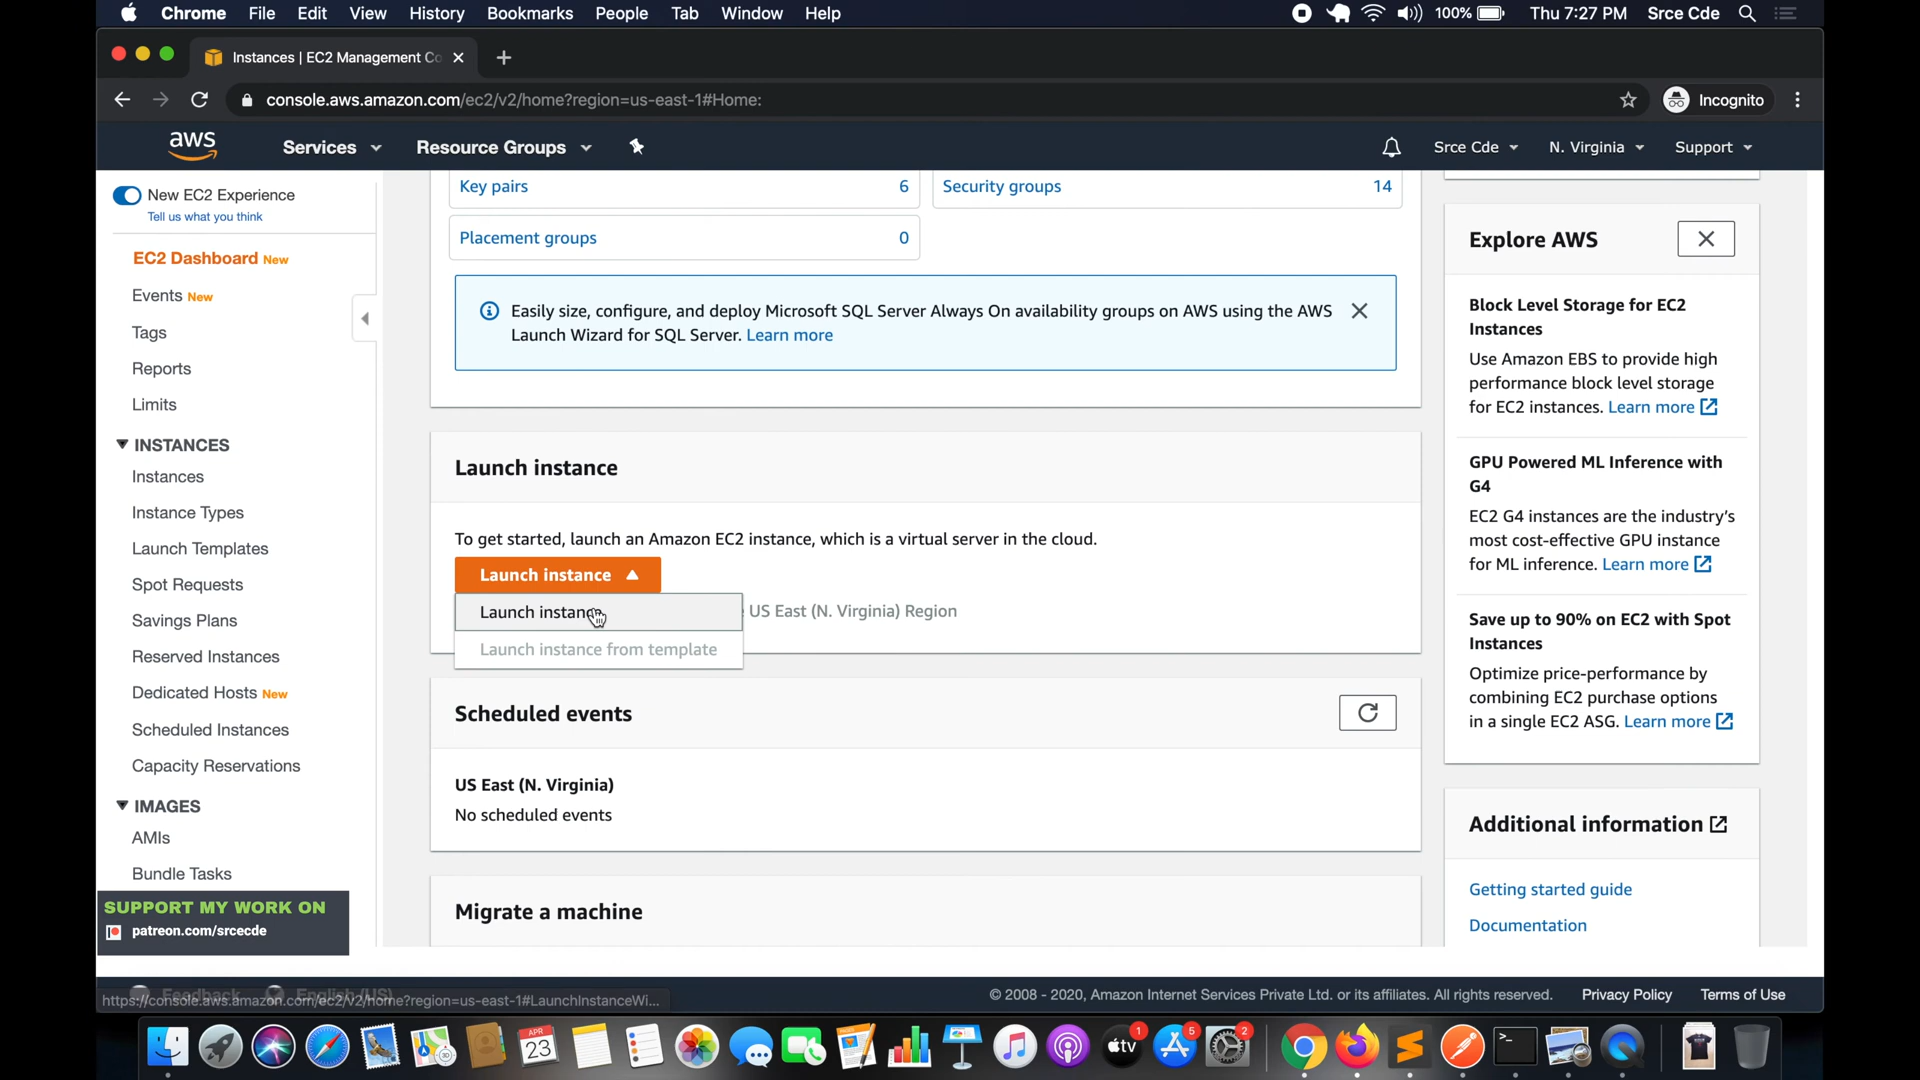 Chrome File Edit View History Bookmarks People Tab Window Help 100% Thu 7:27 PM Srce Cde
Instances | EC2 Management Co
console.aws.amazon.com/ec2/v2/home?region=us-east-1#Home: Incognito
aws Services Resource Groups Srce Cde N. Virginia Support
New EC2 Experience
Tell us what you think
EC2 Dashboard New
Events New
Tags
Reports
Limits
INSTANCES
Instances
Instance Types
Launch Templates
Spot Requests
Savings Plans
Reserved Instances
Dedicated Hosts New
Scheduled Instances
Capacity Reservations
IMAGES
AMIs
Bundle Tasks
SUPPORT MY WORK ON
patreon.com/srcecde
Key pairs 6
Security groups 14
Placement groups 0
Easily size, configure, and deploy Microsoft SQL Server Always On availability groups on AWS using the AWS
Launch Wizard for SQL Server. Learn more
Launch instance
To get started, launch an Amazon EC2 instance, which is a virtual server in the cloud.
Launch instance
Launch instance
US East (N. Virginia) Region
Launch instance from template
Scheduled events
US East (N. Virginia)
No scheduled events
Migrate a machine
Explore AWS
Block Level Storage for EC2
Instances
Use Amazon EBS to provide high
performance block level storage
for EC2 instances. Learn more
GPU Powered ML Inference with
G4
EC2 G4 instances are the industry's
most cost-effective GPU instance
for ML inference. Learn more
Save up to 90% on EC2 with Spot
Instances
Optimize price-performance by
combining EC2 purchase options
in a single EC2 ASG. Learn more
Additional information
Getting started guide
Documentation
Feedback English (US)
https://console.aws.amazon.com/ec2/v2/home?region=us-east-1#LaunchInstanceWi...
© 2008 - 2020, Amazon Internet Services Private Ltd. or its affiliates. All rights reserved. Privacy Policy Terms of Use
APR
23
tv
1
5
2